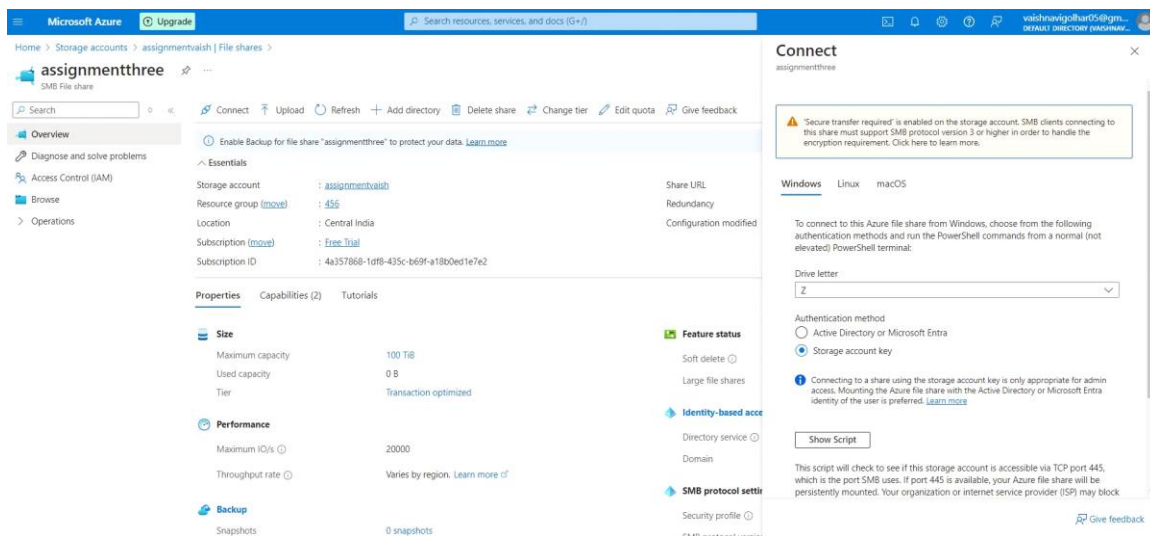 Microsoft Azure
Upgrade
Search resources, services, and docs (G+/)
vaishnavigolhar05@gm...
DEFAULT DIRECTORY (VAISHNAV...
Home > Storage accounts > assignmentvaish | File shares >
assignmentthree
SMB File share
Search
Overview
Diagnose and solve problems
Access Control (IAM)
Browse
Operations
Connect Upload Refresh Add directory Delete share Change tier Edit quota Give feedback
Enable Backup for file share "assignmentthree" to protect your data. Learn more
Essentials
Storage account : assignmentvaish Share URL
Resource group (move) : 456 Redundancy
Location : Central India Configuration modified
Subscription (move) : Free Trial
Subscription ID : 4a357868-1df8-435c-b69f-a18b0ed1e7e2
Properties Capabilities (2) Tutorials
Size
Maximum capacity 100 TiB
Used capacity 0 B
Tier Transaction optimized
Performance
Maximum IO/s 20000
Throughput rate Varies by region. Learn more
Backup
Snapshots 0 snapshots
Feature status
Soft delete
Large file shares
Identity-based acce
Directory service
Domain
SMB protocol settin
Security profile
Connect
assignmentthree
'Secure transfer required' is enabled on the storage account. SMB clients connecting to
this share must support SMB protocol version 3 or higher in order to handle the
encryption requirement. Click here to learn more.
Windows Linux macOS
To connect to this Azure file share from Windows, choose from the following
authentication methods and run the PowerShell commands from a normal (not
elevated) PowerShell terminal:
Drive letter
Z
Authentication method
Active Directory or Microsoft Entra
Storage account key
Connecting to a share using the storage account key is only appropriate for admin
access. Mounting the Azure file share with the Active Directory or Microsoft Entra
identity of the user is preferred. Learn more
Show Script
This script will check to see if this storage account is accessible via TCP port 445,
which is the port SMB uses. If port 445 is available, your Azure file share will be
persistently mounted. Your organization or internet service provider (ISP) may block
Give feedback